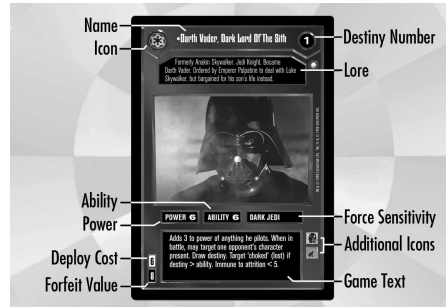 Name
Icon
•Darth Vader, Dark Lord Of The Sith
1
Destiny Number
Formerly Anakin Skywalker, Jedi Knight. Became
Darth Vader. Ordered by Emperor Palpatine to deal with Luke
Skywalker, but bargained for his son's life instead.
Lore
Ability
Power
POWER 6
ABILITY 6
DARK JEDI
Force Sensitivity
Adds 3 to power of anything he pilots. When in
battle, may target one opponent's character
present. Draw destiny. Target 'choked' (lost) if
destiny > ability. Immune to attrition < 5.
Additional Icons
Deploy Cost
6
Forfeit Value
8
Game Text